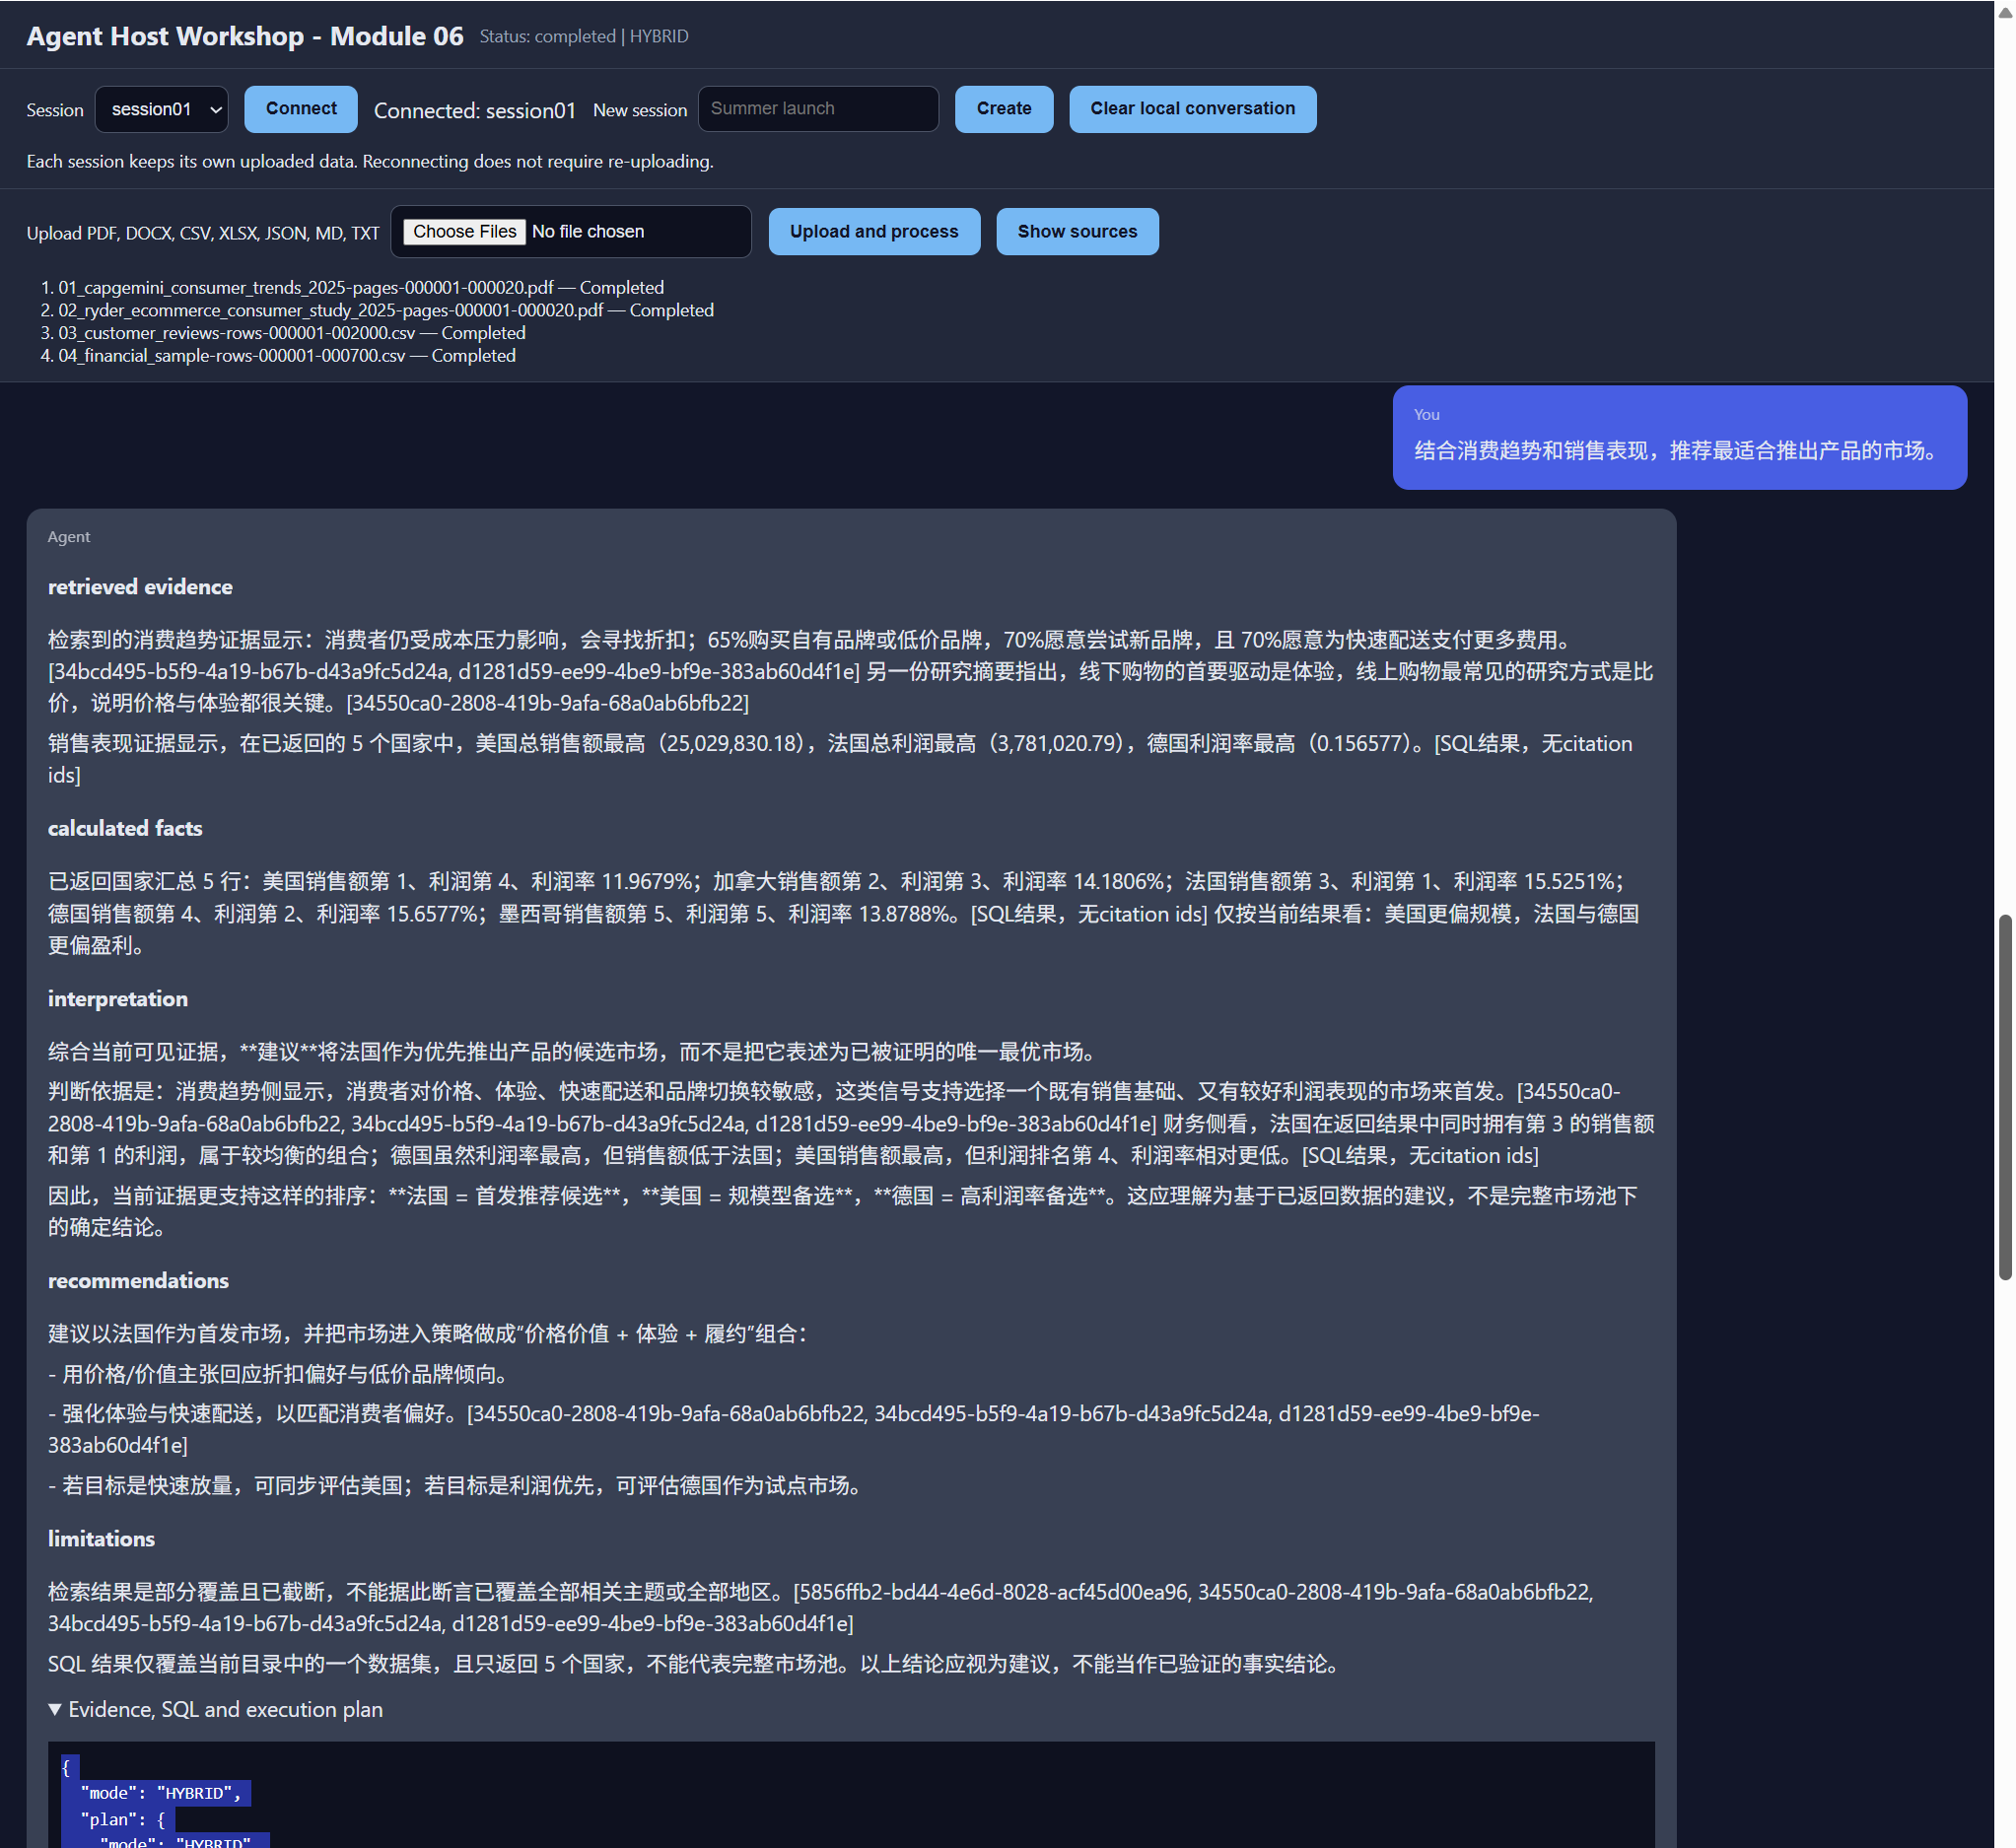 Agent Host Workshop - Module 06 Status: completed | HYBRID
Session session01 Connect Connected: session01 New session Summer launch Create Clear local conversation
Each session keeps its own uploaded data. Reconnecting does not require re-uploading.
Upload PDF, DOCX, CSV, XLSX, JSON, MD, TXT Choose Files No file chosen Upload and process Show sources
1. 01_capgemini_consumer_trends_2025-pages-000001-000020.pdf — Completed
2. 02_ryder_ecommerce_consumer_study_2025-pages-000001-000020.pdf — Completed
3. 03_customer_reviews-rows-000001-002000.csv — Completed
4. 04_financial_sample-rows-000001-000700.csv — Completed
You
结合消费趋势和销售表现，推荐最适合推出产品的市场。
Agent
retrieved evidence
检索到的消费趋势证据显示：消费者仍受成本压力影响，会寻找折扣；65%购买自有品牌或低价品牌，70%愿意尝试新品牌，且 70%愿意为快速配送支付更多费用。
[34bcd495-b5f9-4a19-b67b-d43a9fc5d24a, d1281d59-ee99-4be9-bf9e-383ab60d4f1e] 另一份研究摘要指出，线下购物的首要驱动是体验，线上购物最常见的研究方式是比
价，说明价格与体验都很关键。[34550ca0-2808-419b-9afa-68a0ab6bfb22]
销售表现证据显示，在已返回的 5 个国家中，美国总销售额最高（25,029,830.18），法国总利润最高（3,781,020.79），德国利润率最高（0.156577）。[SQL结果，无citation
ids]
calculated facts
已返回国家汇总 5 行：美国销售额第 1、利润第 4、利润率 11.9679%；加拿大销售额第 2、利润第 3、利润率 14.1806%；法国销售额第 3、利润第 1、利润率 15.5251%；
德国销售额第 4、利润第 2、利润率 15.6577%；墨西哥销售额第 5、利润第 5、利润率 13.8788%。[SQL结果，无citation ids] 仅按当前结果看：美国更偏规模，法国与德国
更偏盈利。
interpretation
综合当前可见证据，**建议**将法国作为优先推出产品的候选市场，而不是把它表述为已被证明的唯一最优市场。
判断依据是：消费趋势侧显示，消费者对价格、体验、快速配送和品牌切换较敏感，这类信号支持选择一个既有销售基础、又有较好利润表现的市场来首发。[34550ca0-
2808-419b-9afa-68a0ab6bfb22, 34bcd495-b5f9-4a19-b67b-d43a9fc5d24a, d1281d59-ee99-4be9-bf9e-383ab60d4f1e] 财务侧看，法国在返回结果中同时拥有第 3 的销售额
和第 1 的利润，属于较均衡的组合；德国虽然利润率最高，但销售额低于法国；美国销售额最高，但利润排名第 4、利润率相对更低。[SQL结果，无citation ids]
因此，当前证据更支持这样的排序：**法国 = 首发推荐候选**，**美国 = 规模型备选**，**德国 = 高利润率备选**。这应理解为基于已返回数据的建议，不是完整市场池下
的确定结论。
recommendations
建议以法国作为首发市场，并把市场进入策略做成“价格价值 + 体验 + 履约”组合：
- 用价格/价值主张回应折扣偏好与低价品牌倾向。
- 强化体验与快速配送，以匹配消费者偏好。[34550ca0-2808-419b-9afa-68a0ab6bfb22, 34bcd495-b5f9-4a19-b67b-d43a9fc5d24a, d1281d59-ee99-4be9-bf9e-
383ab60d4f1e]
- 若目标是快速放量，可同步评估美国；若目标是利润优先，可评估德国作为试点市场。
limitations
检索结果是部分覆盖且已截断，不能据此断言已覆盖全部相关主题或全部地区。[5856ffb2-bd44-4e6d-8028-acf45d00ea96, 34550ca0-2808-419b-9afa-68a0ab6bfb22,
34bcd495-b5f9-4a19-b67b-d43a9fc5d24a, d1281d59-ee99-4be9-bf9e-383ab60d4f1e]
SQL 结果仅覆盖当前目录中的一个数据集，且只返回 5 个国家，不能代表完整市场池。以上结论应视为建议，不能当作已验证的事实结论。
▼ Evidence, SQL and execution plan
{
"mode": "HYBRID",
"plan": {
"mode": "HYBRID",